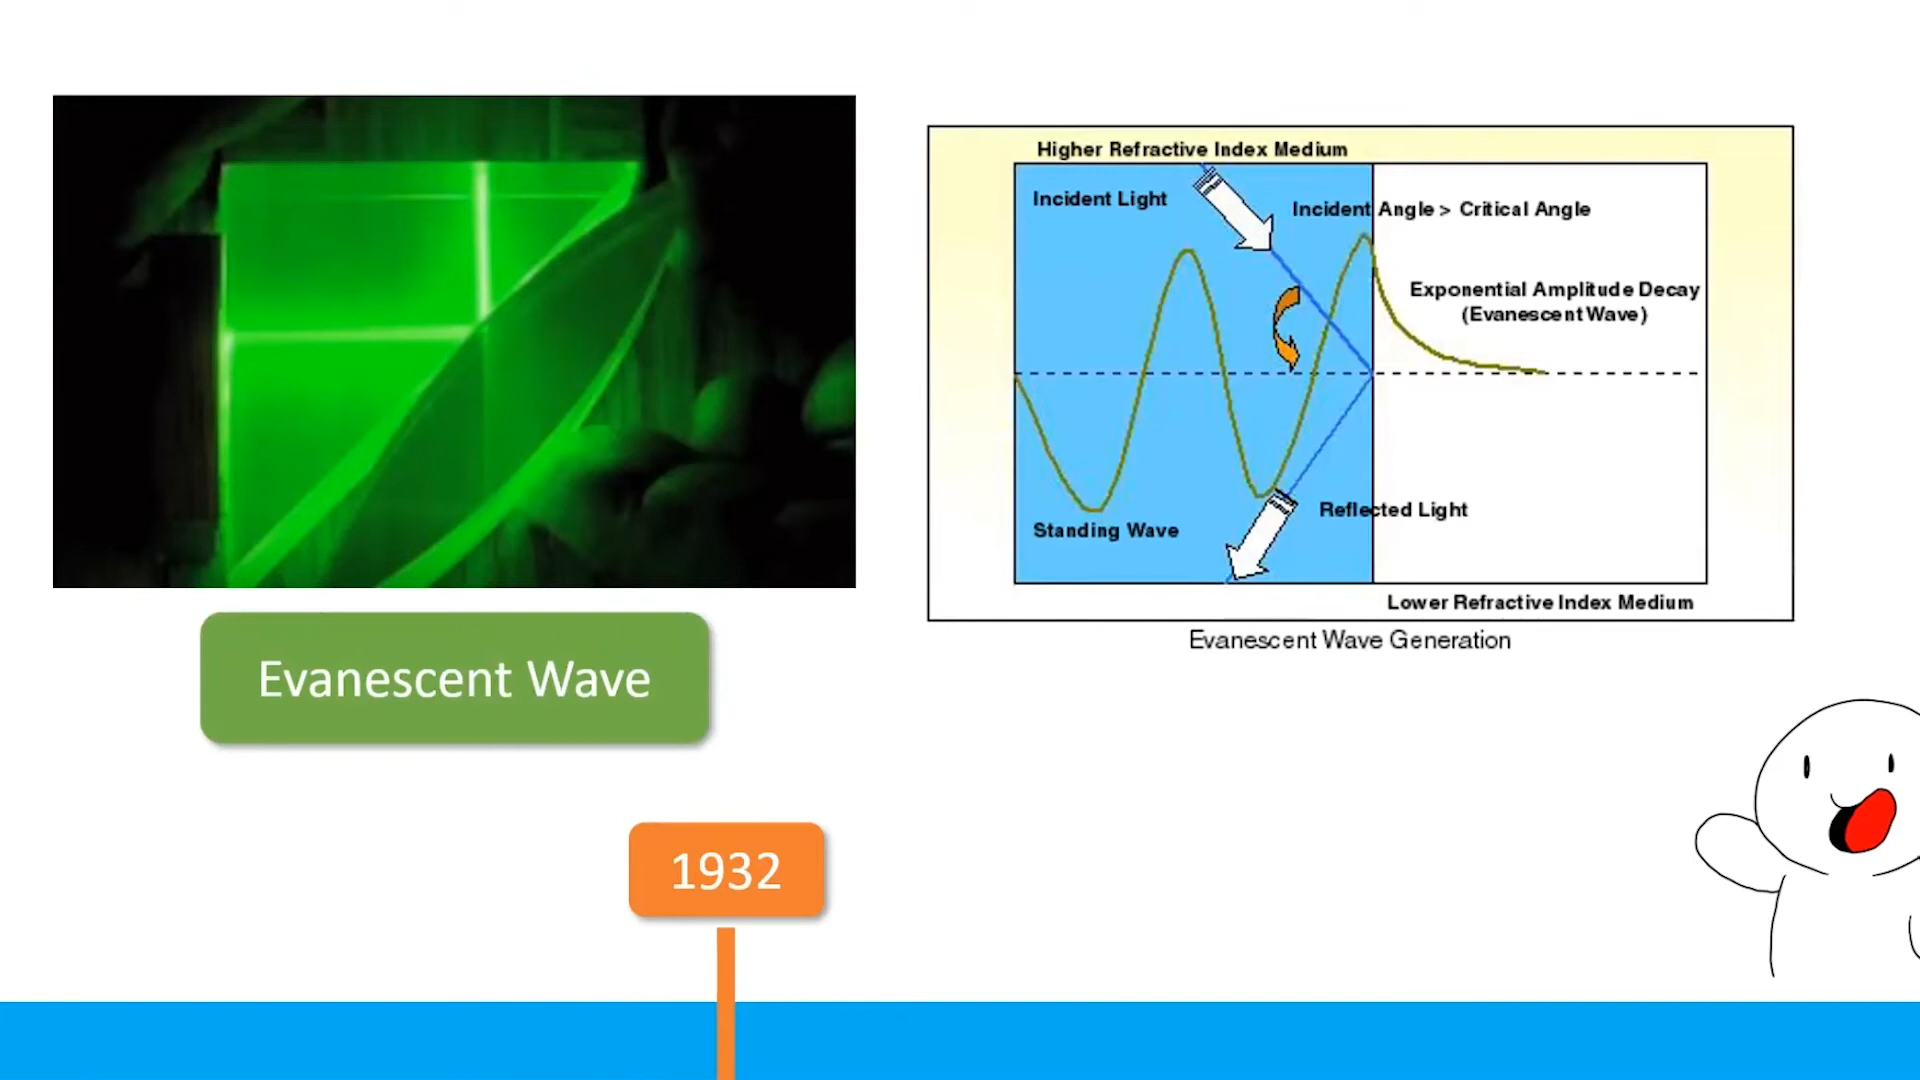 Higher Refractive Index Medium
Incident Light
Incident Angle > Critical Angle
Exponential Amplitude Decay
(Evanescent Wave)
Reflected Light
Standing Wave
Lower Refractive Index Medium
Evanescent Wave Generation
Evanescent Wave
1932